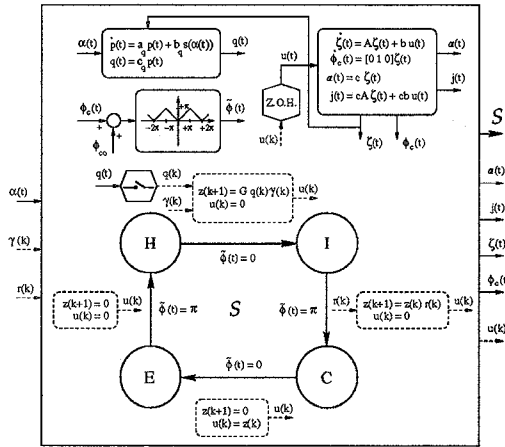 α(t)
ṗ(t) = a_q p(t) + b_q s(α(t))
q(t) = c_q p(t)
q(t)
u(t)
ζ̇(t) = Aζ(t) + b u(t)
φ̇_c(t) = [0 1 0]ζ(t)
a(t) = c ζ(t)
j(t) = cAζ(t) + cb u(t)
a(t)
j(t)
φ_c(t)
+
+
φ_co
+π
-2π -π +π +2π
φ̃(t)
Z.O.H.
u(k)
ζ(t)
φ_c(t)
S
q(t)
q(k)
γ(k)
z(k+1) = G q(k) γ(k)
u(k) = 0
u(k)
α(t)
γ(k)
r(k)
a(t)
j(t)
ζ(t)
φ_c(t)
u(k)
H
φ̃(t) = 0
I
z(k+1) = 0
u(k) = 0
u(k)
φ̃(t) = π
S
φ̃(t) = π
r(k)
z(k+1) = z(k) r(k)
u(k) = 0
u(k)
E
φ̃(t) = 0
C
z(k+1) = 0
u(k) = z(k)
u(k)